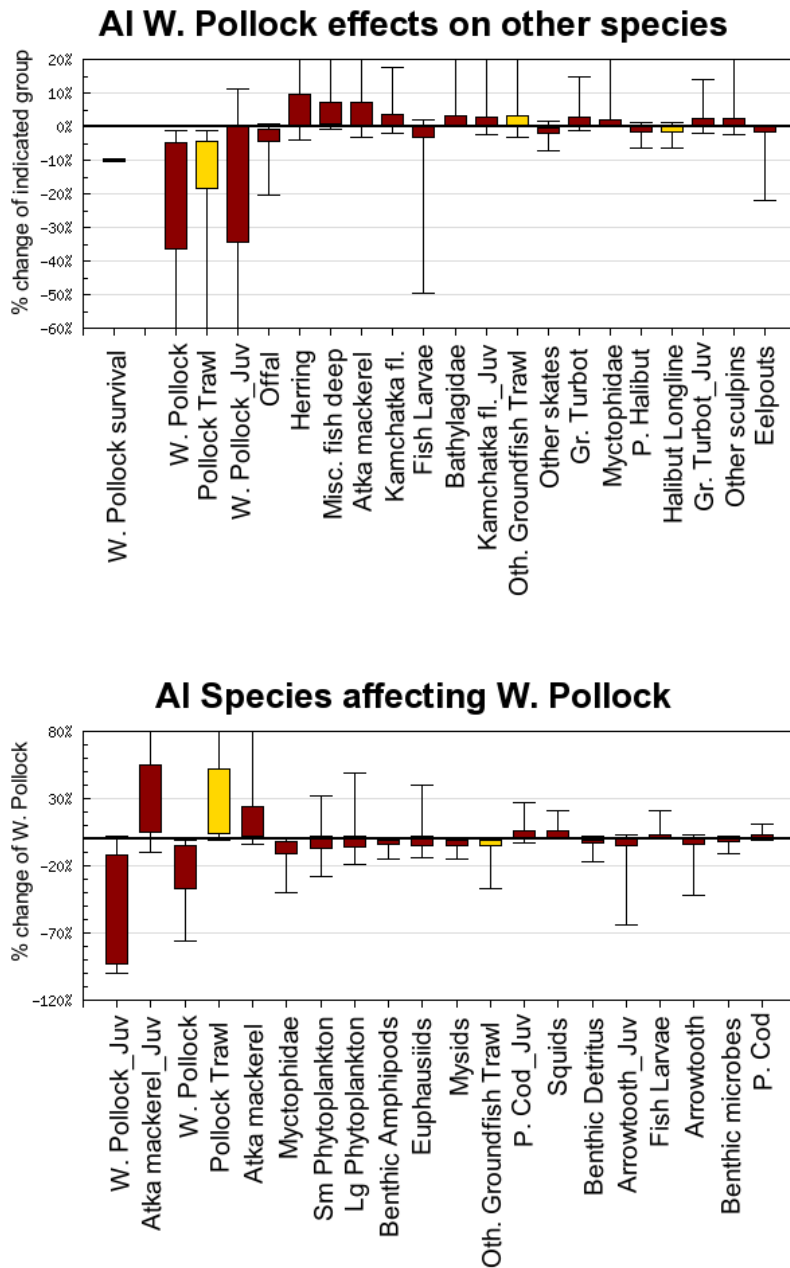 AI W. Pollock effects on other species
% change of indicated group
20%
10%
0%
-10%
-20%
-30%
-40%
-50%
-60%
W. Pollock survival
W. Pollock
Pollock Trawl
W. Pollock_Juv
Offal
Herring
Misc. fish deep
Atka mackerel
Kamchatka fl.
Fish Larvae
Bathylagidae
Kamchatka fl._Juv
Oth. Groundfish Trawl
Other skates
Gr. Turbot
Myctophidae
P. Halibut
Halibut Longline
Gr. Turbot_Juv
Other sculpins
Eelpouts
AI Species affecting W. Pollock
% change of W. Pollock
80%
30%
-20%
-70%
-120%
W. Pollock_Juv
Atka mackerel_Juv
W. Pollock
Pollock Trawl
Atka mackerel
Myctophidae
Sm Phytoplankton
Lg Phytoplankton
Benthic Amphipods
Euphausiids
Mysids
Oth. Groundfish Trawl
P. Cod_Juv
Squids
Benthic Detritus
Arrowtooth_Juv
Fish Larvae
Arrowtooth
Benthic microbes
P. Cod